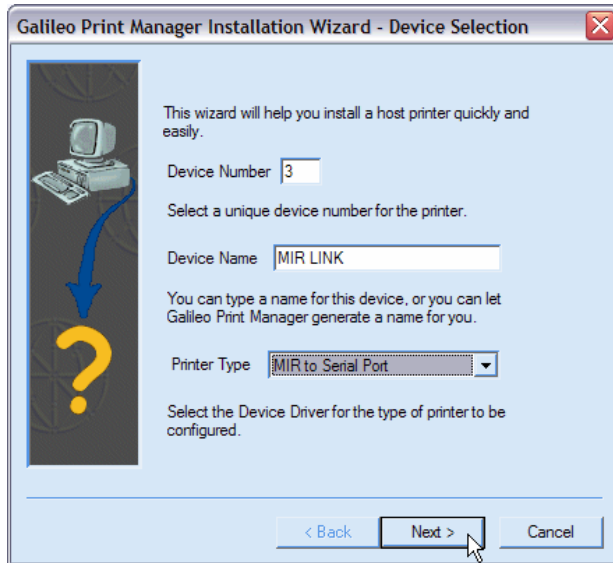 Galileo Print Manager Installation Wizard - Device Selection
This wizard will help you install a host printer quickly and
easily.
Device Number 3
Select a unique device number for the printer.
Device Name MIR LINK
You can type a name for this device, or you can let
Galileo Print Manager generate a name for you.
Printer Type MIR to Serial Port
Select the Device Driver for the type of printer to be
configured.
< Back Next > Cancel